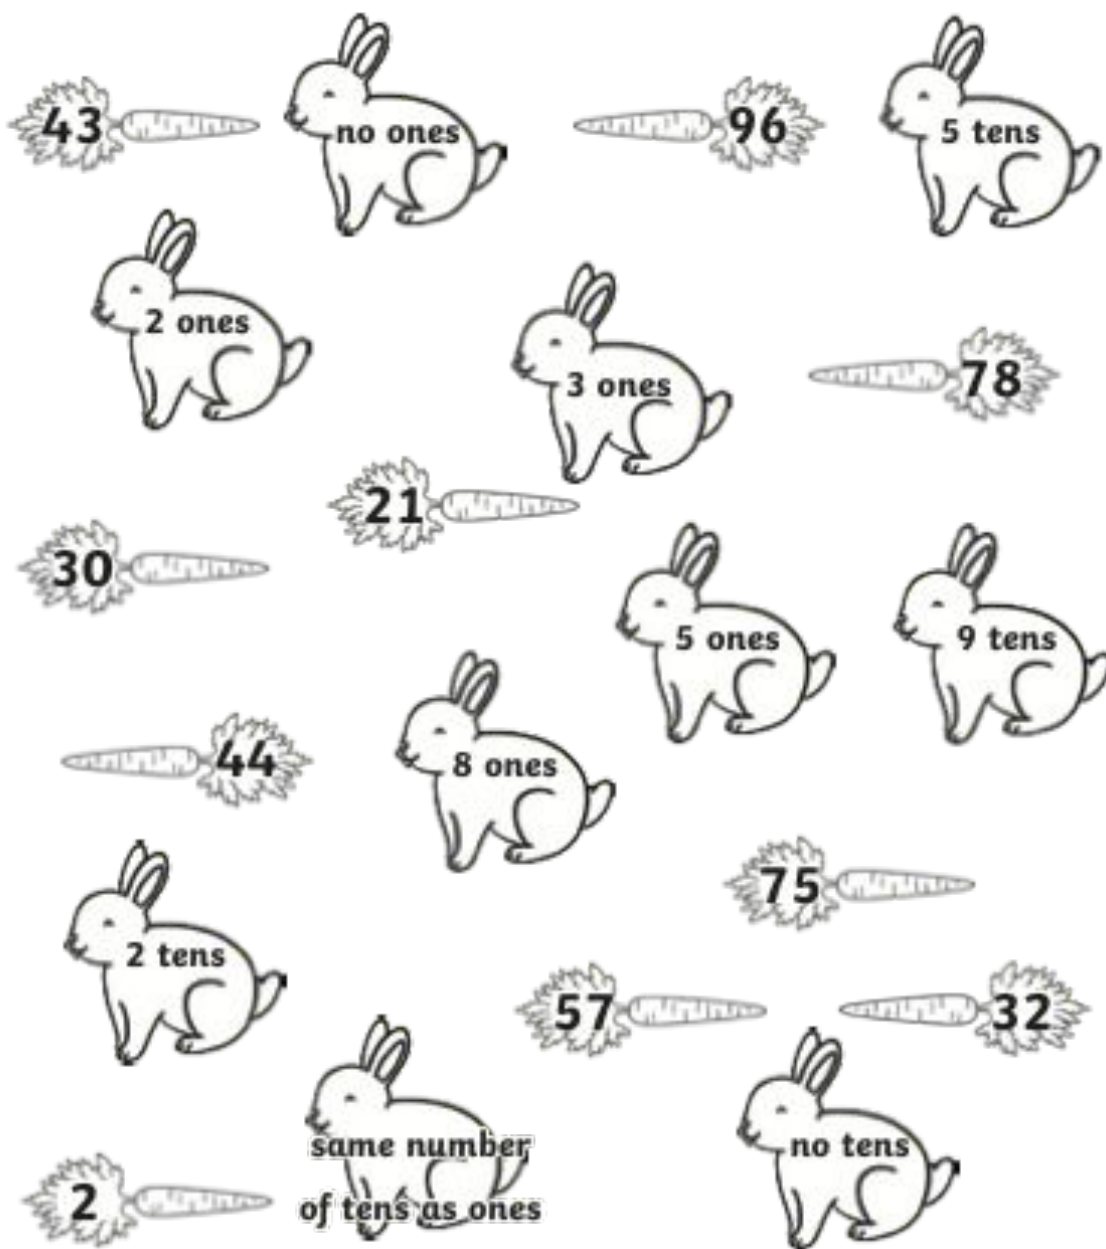 43
no ones
96
5 tens
2 ones
3 ones
78
21
30
5 ones
9 tens
44
8 ones
75
2 tens
57
32
same number
of tens as ones
no tens
2